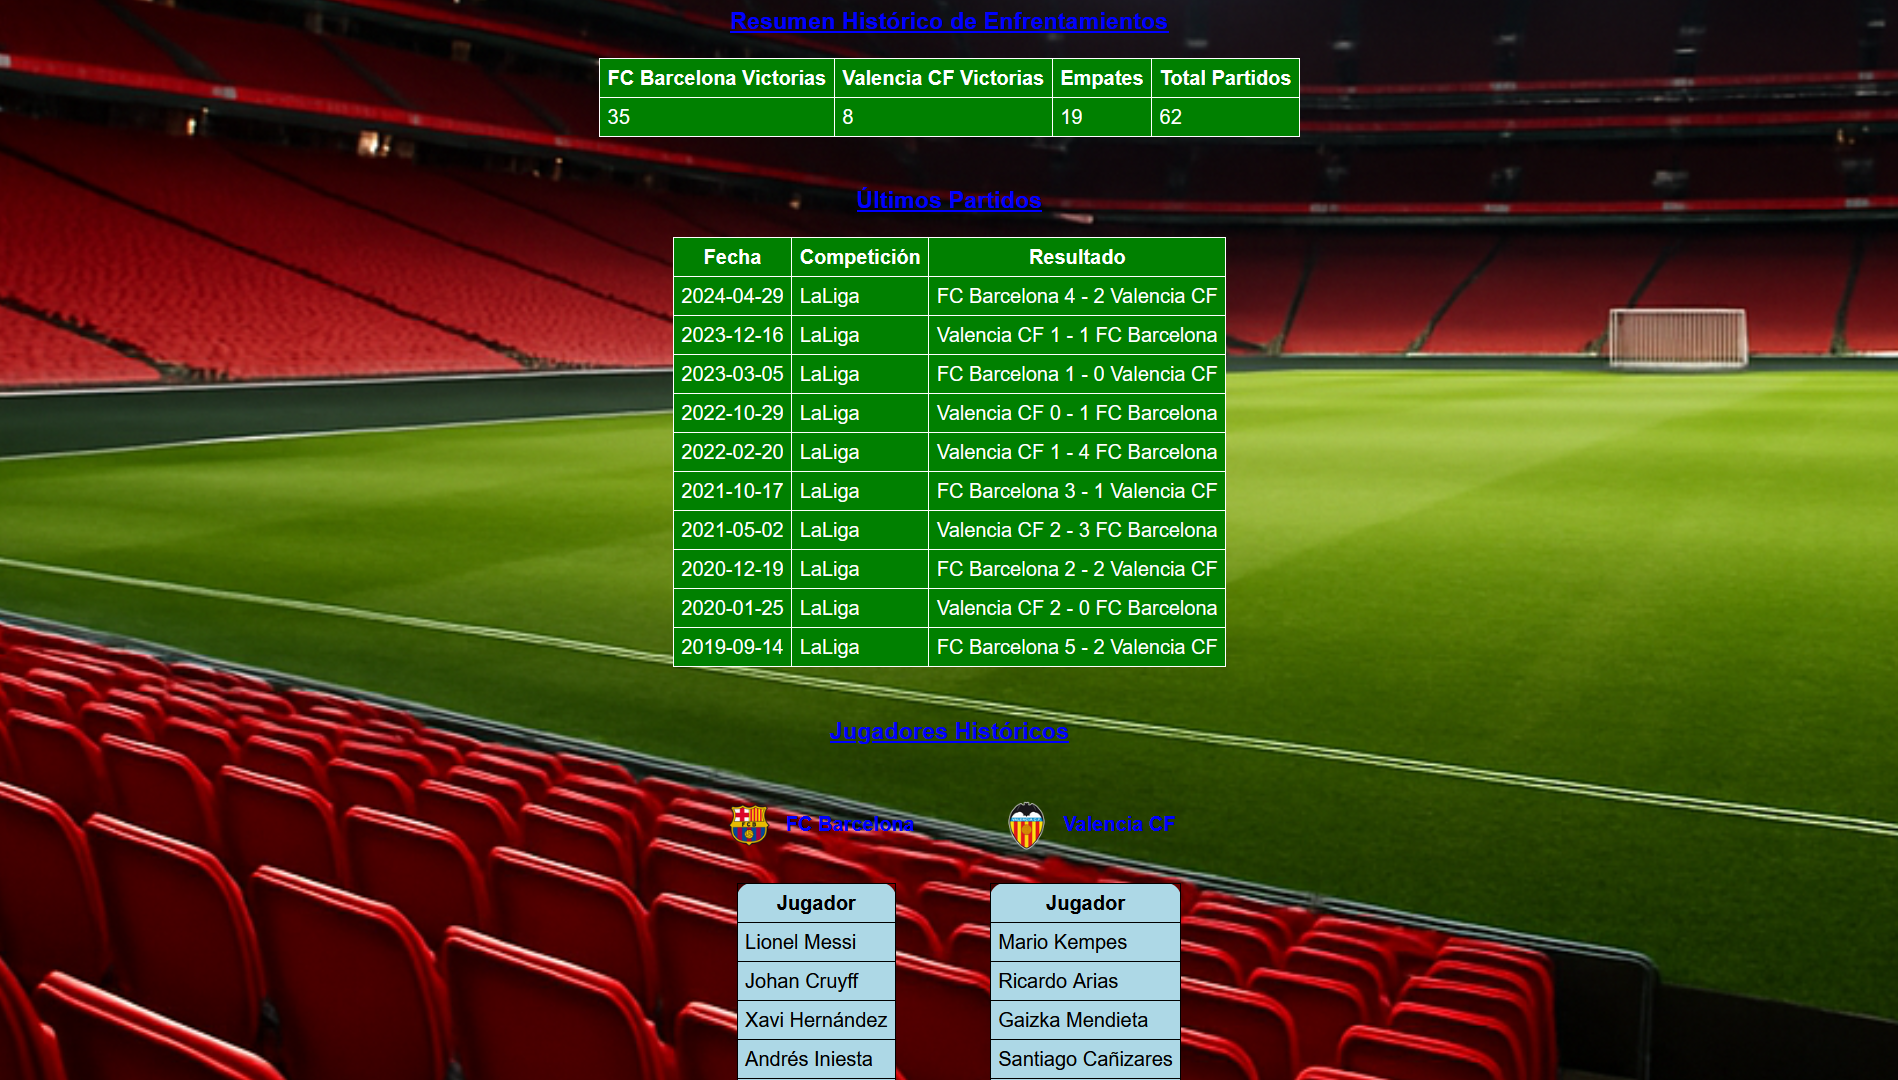 Resumen Histórico de Enfrentamientos
FC Barcelona Victorias Valencia CF Victorias Empates Total Partidos
35 8 19 62
Últimos Partidos
Fecha Competición Resultado
2024-04-29 LaLiga FC Barcelona 4 - 2 Valencia CF
2023-12-16 LaLiga Valencia CF 1 - 1 FC Barcelona
2023-03-05 LaLiga FC Barcelona 1 - 0 Valencia CF
2022-10-29 LaLiga Valencia CF 0 - 1 FC Barcelona
2022-02-20 LaLiga Valencia CF 1 - 4 FC Barcelona
2021-10-17 LaLiga FC Barcelona 3 - 1 Valencia CF
2021-05-02 LaLiga Valencia CF 2 - 3 FC Barcelona
2020-12-19 LaLiga FC Barcelona 2 - 2 Valencia CF
2020-01-25 LaLiga Valencia CF 2 - 0 FC Barcelona
2019-09-14 LaLiga FC Barcelona 5 - 2 Valencia CF
Jugadores Históricos
FC Barcelona Valencia CF
Jugador Jugador
Lionel Messi Mario Kempes
Johan Cruyff Ricardo Arias
Xavi Hernández Gaizka Mendieta
Andrés Iniesta Santiago Cañizares